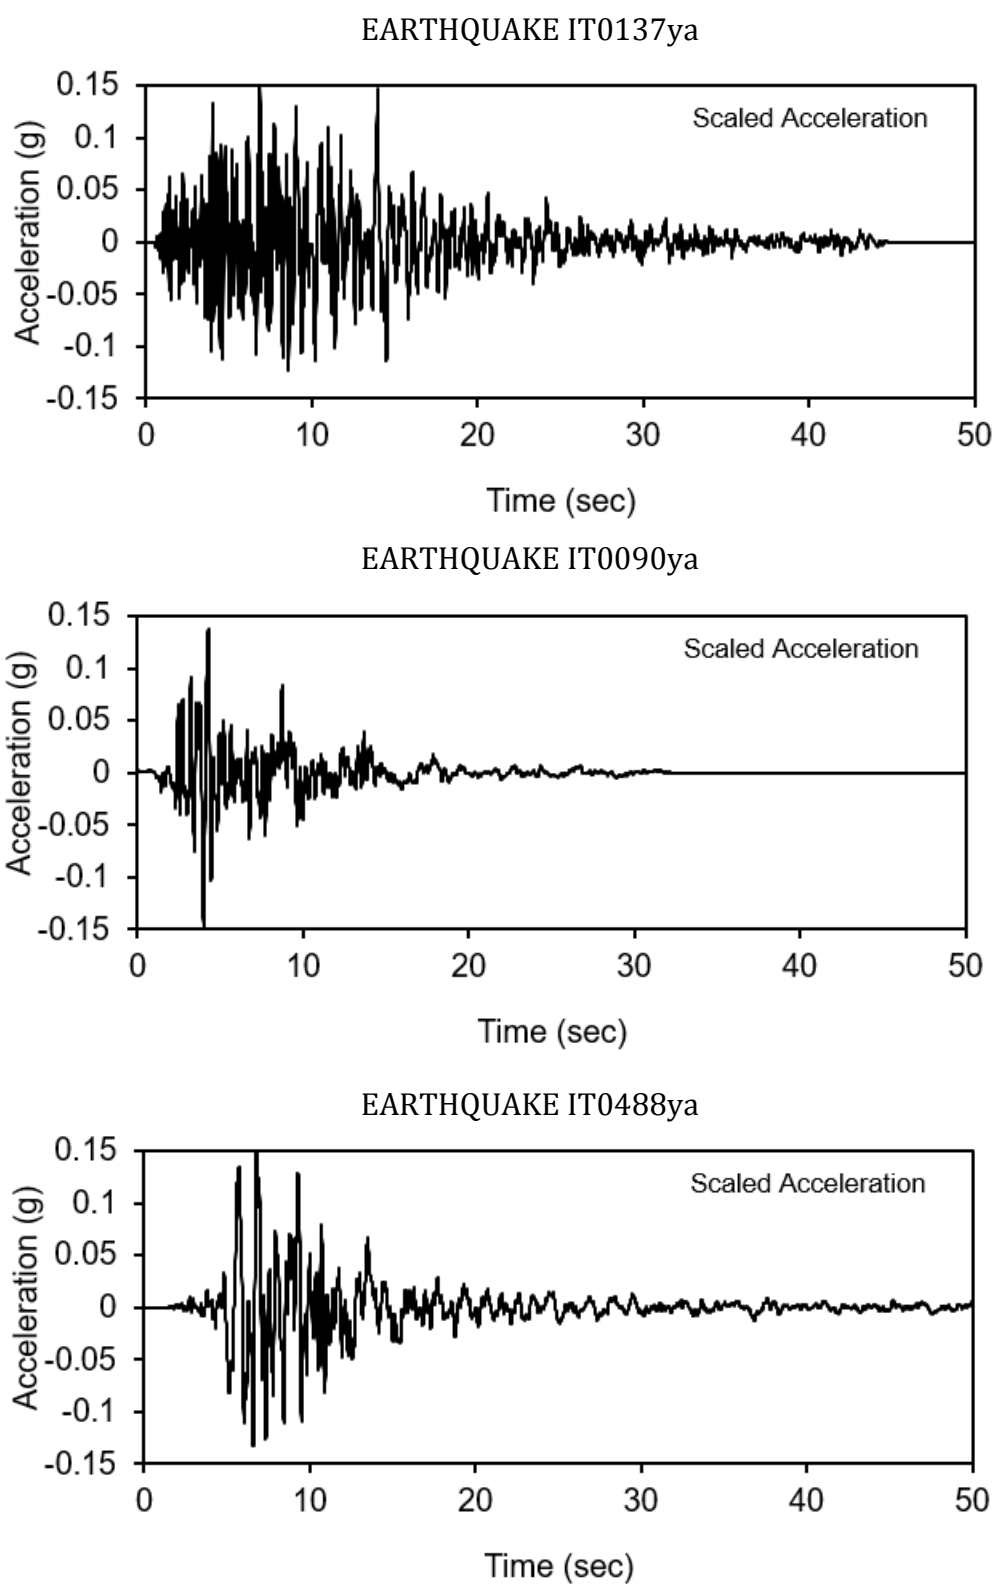 EARTHQUAKE IT0137ya
Scaled Acceleration
Acceleration (g)
0.15
0.1
0.05
0
-0.05
-0.1
-0.15
0 10 20 30 40 50
Time (sec)
EARTHQUAKE IT0090ya
Scaled Acceleration
Acceleration (g)
0.15
0.1
0.05
0
-0.05
-0.1
-0.15
0 10 20 30 40 50
Time (sec)
EARTHQUAKE IT0488ya
Scaled Acceleration
Acceleration (g)
0.15
0.1
0.05
0
-0.05
-0.1
-0.15
0 10 20 30 40 50
Time (sec)